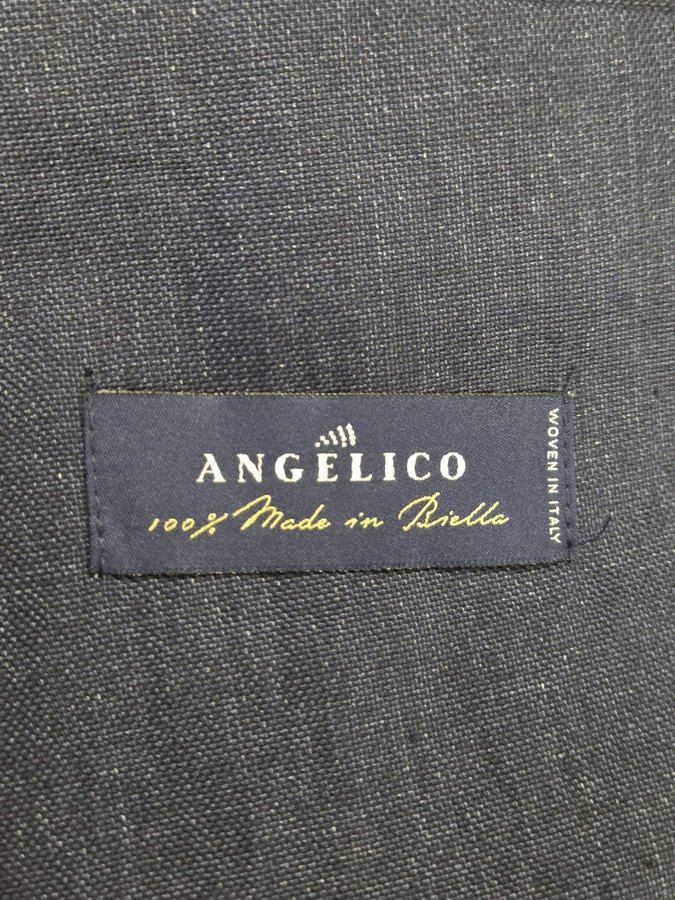 ANGELICO
100% Made in Biella
WOVEN IN ITALY